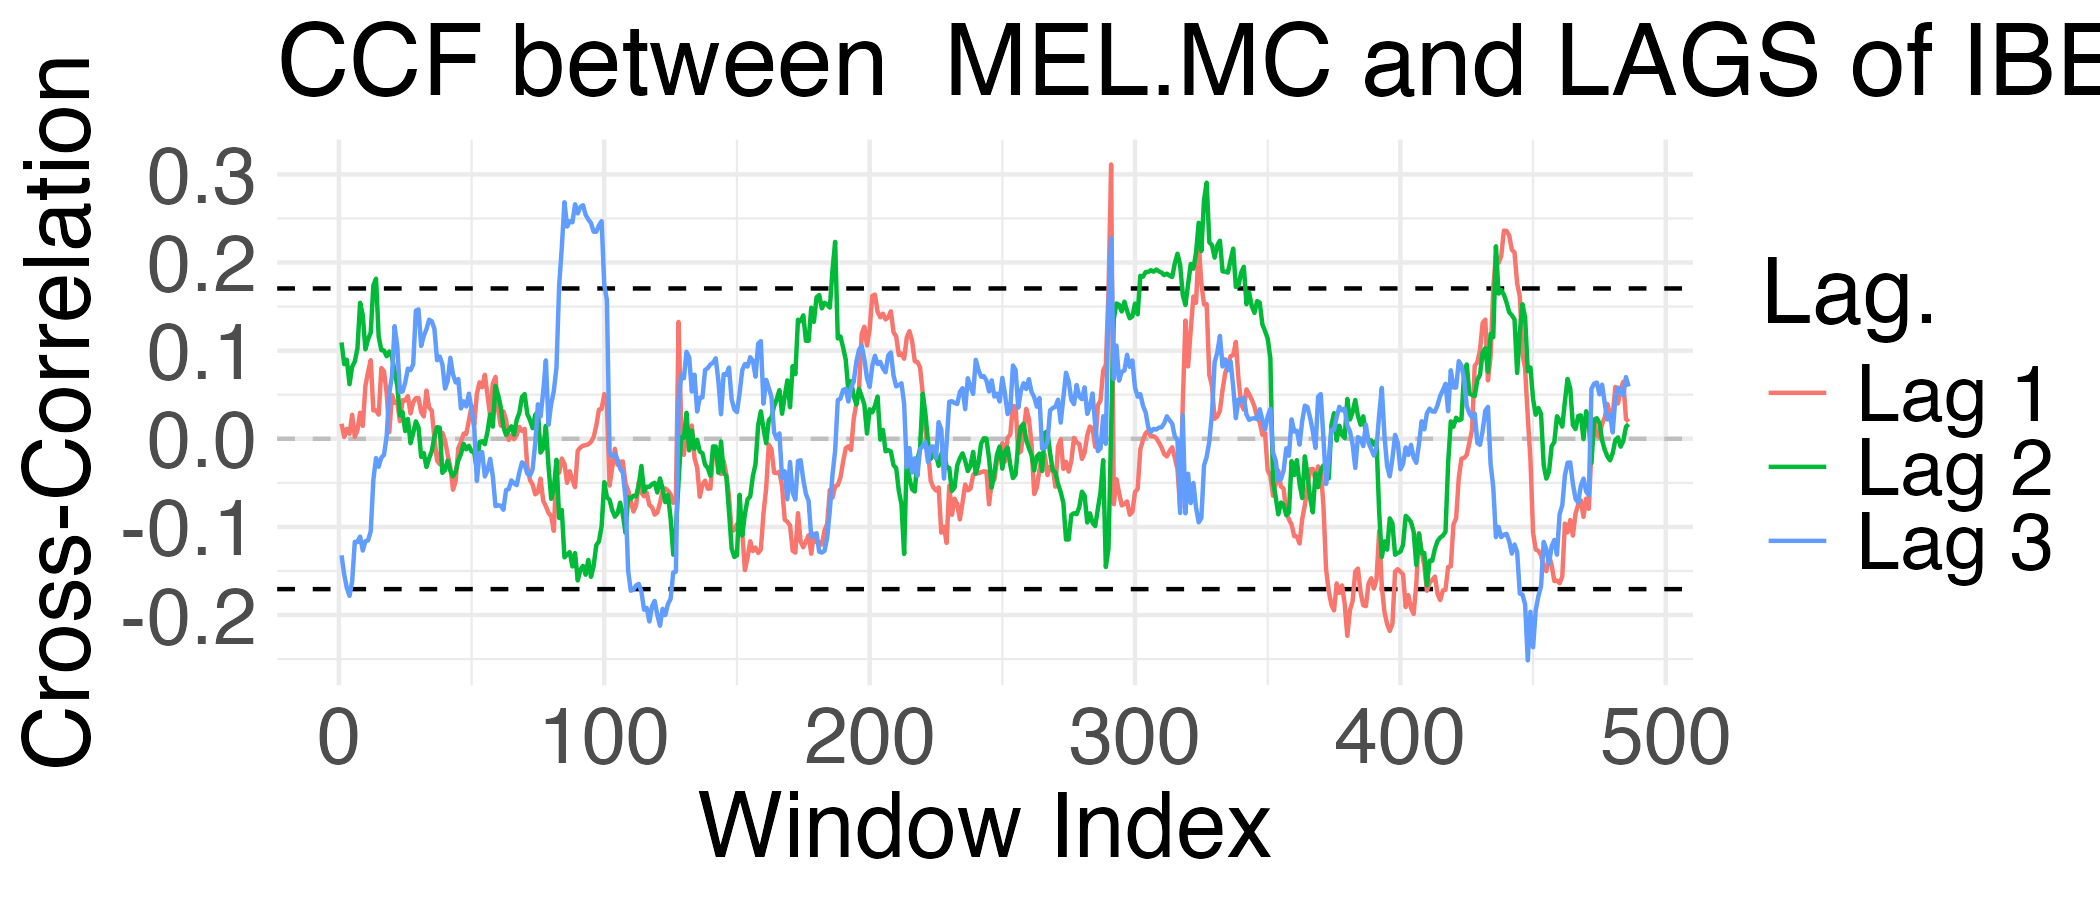 CCF between  MEL.MC and LAGS of IBE
Cross-Correlation
0.3
0.2
0.1
0.0
-0.1
-0.2
0 100 200 300 400 500
Window Index
Lag.
Lag 1
Lag 2
Lag 3